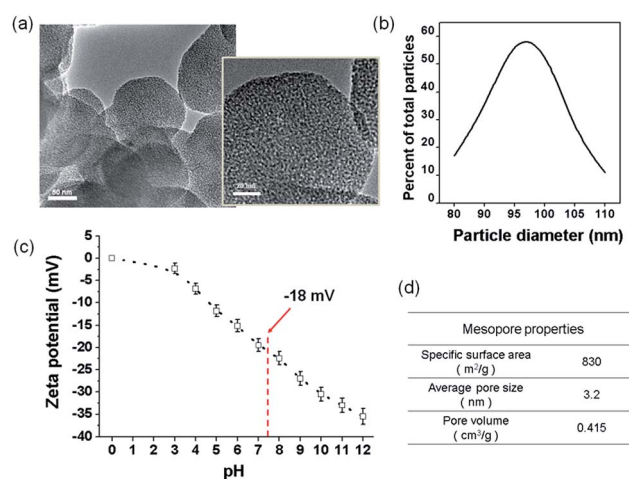 (a)
50 nm
(b)
Percent of total particles
60
50
40
30
20
10
0
80
90
95
100
105
110
Particle diameter (nm)
(c)
Zeta potential (mV)
5
0
-5
-10
-15
-20
-25
-30
-35
-40
-18 mV
0 1 2 3 4 5 6 7 8 9 10 11 12
pH
(d)
Mesopore properties
Specific surface area
( m²/g )
830
Average pore size
( nm )
3.2
Pore volume
( cm³/g )
0.415